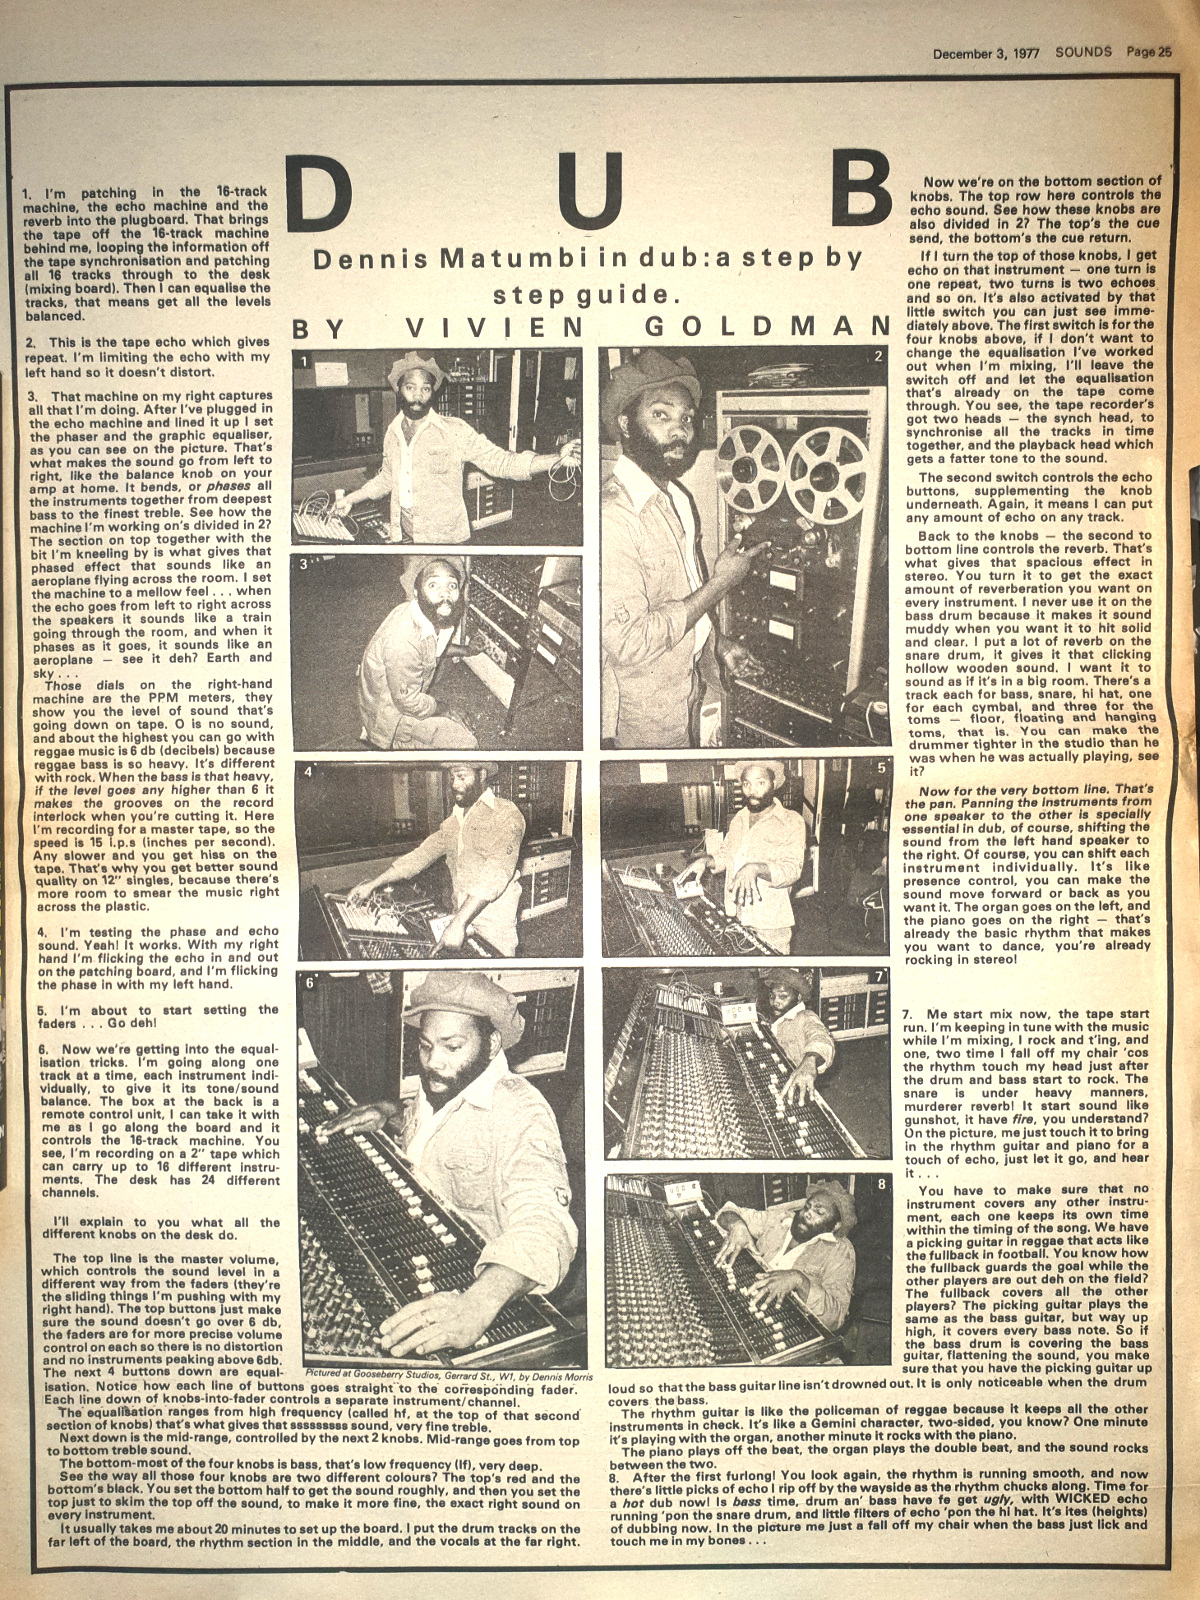 December 3, 1977 SOUNDS Page 25
D U B
Dennis Matumbi in dub: a step by
step guide.
BY VIVIEN GOLDMAN
1. I'm patching in the 16-track
machine, the echo machine and the
reverb into the plugboard. That brings
the tape off the 16-track machine
behind me, looping the information off
the tape synchronisation and patching
all 16 tracks through to the desk
(mixing board). Then I can equalise the
tracks, that means get all the levels
balanced.
2. This is the tape echo which gives
repeat. I'm limiting the echo with my
left hand so it doesn't distort.
3. That machine on my right captures
all that I'm doing. After I've plugged in
the echo machine and lined it up I set
the phaser and the graphic equaliser,
as you can see on the picture. That's
what makes the sound go from left to
right, like the balance knob on your
amp at home. It bends, or phases all
the instruments together from deepest
bass to the finest treble. See how the
machine I'm working on's divided in 2?
The section on top together with the
bit I'm kneeling by is what gives that
phased effect that sounds like an
aeroplane flying across the room. I set
the machine to a mellow feel . . . when
the echo goes from left to right across
the speakers it sounds like a train
going through the room, and when it
phases as it goes, it sounds like an
aeroplane — see it deh? Earth and
sky . . .
Those dials on the right-hand
machine are the PPM meters, they
show you the level of sound that's
going down on tape. O is no sound,
and about the highest you can go with
reggae music is 6 db (decibels) because
reggae bass is so heavy. It's different
with rock. When the bass is that heavy,
if the level goes any higher than 6 it
makes the grooves on the record
interlock when you're cutting it. Here
I'm recording for a master tape, so the
speed is 15 i.p.s (inches per second).
Any slower and you get hiss on the
tape. That's why you get better sound
quality on 12" singles, because there's
more room to smear the music right
across the plastic.
4. I'm testing the phase and echo
sound. Yeah! It works. With my right
hand I'm flicking the echo in and out
on the patching board, and I'm flicking
the phase in with my left hand.
5. I'm about to start setting the
faders . . . Go deh!
6. Now we're getting into the equal-
isation tricks. I'm going along one
track at a time, each instrument indi-
vidually, to give it its tone/sound
balance. The box at the back is a
remote control unit, I can take it with
me as I go along the board and it
controls the 16-track machine. You
see, I'm recording on a 2" tape which
can carry up to 16 different instru-
ments. The desk has 24 different
channels.
I'll explain to you what all the
different knobs on the desk do.
The top line is the master volume,
which controls the sound level in a
different way from the faders (they're
the sliding things I'm pushing with my
right hand). The top buttons just make
sure the sound doesn't go over 6 db,
the faders are for more precise volume
control on each so there is no distortion
and no instruments peaking above 6db.
The next 4 buttons down are equal-
isation. Notice how each line of buttons goes straight to the corresponding fader.
Each line down of knobs-into-fader controls a separate instrument/channel.
The equalisation ranges from high frequency (called hf, at the top of that second
section of knobs) that's what gives that ssssssss sound, very fine treble.
Next down is the mid-range, controlled by the next 2 knobs. Mid-range goes from top
to bottom treble sound.
The bottom-most of the four knobs is bass, that's low frequency (lf), very deep.
See the way all those four knobs are two different colours? The top's red and the
bottom's black. You set the bottom half to get the sound roughly, and then you set the
top just to skim the top off the sound, to make it more fine, the exact right sound on
every instrument.
It usually takes me about 20 minutes to set up the board. I put the drum tracks on the
far left of the board, the rhythm section in the middle, and the vocals at the far right.
1
2
3
4
5
6
7
8
Pictured at Gooseberry Studios, Gerrard St., W1, by Dennis Morris
Now we're on the bottom section of
knobs. The top row here controls the
echo sound. See how these knobs are
also divided in 2? The top's the cue
send, the bottom's the cue return.
If I turn the top of those knobs, I get
echo on that instrument — one turn is
one repeat, two turns is two echoes
and so on. It's also activated by that
little switch you can just see imme-
diately above. The first switch is for the
four knobs above, if I don't want to
change the equalisation I've worked
out when I'm mixing, I'll leave the
switch off and let the equalisation
that's already on the tape come
through. You see, the tape recorder's
got two heads — the synch head, to
synchronise all the tracks in time
together, and the playback head which
gets a fatter tone to the sound.
The second switch controls the echo
buttons, supplementing the knob
underneath. Again, it means I can put
any amount of echo on any track.
Back to the knobs — the second to
bottom line controls the reverb. That's
what gives that spacious effect in
stereo. You turn it to get the exact
amount of reverberation you want on
every instrument. I never use it on the
bass drum because it makes it sound
muddy when you want it to hit solid
and clear. I put a lot of reverb on the
snare drum, it gives it that clicking
hollow wooden sound. I want it to
sound as if it's in a big room. There's a
track each for bass, snare, hi hat, one
for each cymbal, and three for the
toms — floor, floating and hanging
toms, that is. You can make the
drummer tighter in the studio than he
was when he was actually playing, see
it?
Now for the very bottom line. That's
the pan. Panning the instruments from
one speaker to the other is specially
essential in dub, of course, shifting the
sound from the left hand speaker to
the right. Of course, you can shift each
instrument individually. It's like
presence control, you can make the
sound move forward or back as you
want it. The organ goes on the left, and
the piano goes on the right — that's
already the basic rhythm that makes
you want to dance, you're already
rocking in stereo!
7. Me start mix now, the tape start
run. I'm keeping in tune with the music
while I'm mixing, I rock and t'ing, and
one, two time I fall off my chair 'cos
the rhythm touch my head just after
the drum and bass start to rock. The
snare is under heavy manners,
murderer reverb! It start sound like
gunshot, it have fire, you understand?
On the picture, me just touch it to bring
in the rhythm guitar and piano for a
touch of echo, just let it go, and hear
it . . .
You have to make sure that no
instrument covers any other instru-
ment, each one keeps its own time
within the timing of the song. We have
a picking guitar in reggae that acts like
the fullback in football. You know how
the fullback guards the goal while the
other players are out deh on the field?
The fullback covers all the other
players? The picking guitar plays the
same as the bass guitar, but way up
high, it covers every bass note. So if
the bass drum is covering the bass
guitar, flattening the sound, you make
sure that you have the picking guitar up
loud so that the bass guitar line isn't drowned out. It is only noticeable when the drum
covers the bass.
The rhythm guitar is like the policeman of reggae because it keeps all the other
instruments in check. It's like a Gemini character, two-sided, you know? One minute
it's playing with the organ, another minute it rocks with the piano.
The piano plays off the beat, the organ plays the double beat, and the sound rocks
between the two.
8. After the first furlong! You look again, the rhythm is running smooth, and now
there's little picks of echo I rip off by the wayside as the rhythm chucks along. Time for
a hot dub now! Is bass time, drum an' bass have fe get ugly, with WICKED echo
running 'pon the snare drum, and little filters of echo 'pon the hi hat. It's ites (heights)
of dubbing now. In the picture me just a fall off my chair when the bass just lick and
touch me in my bones . . .